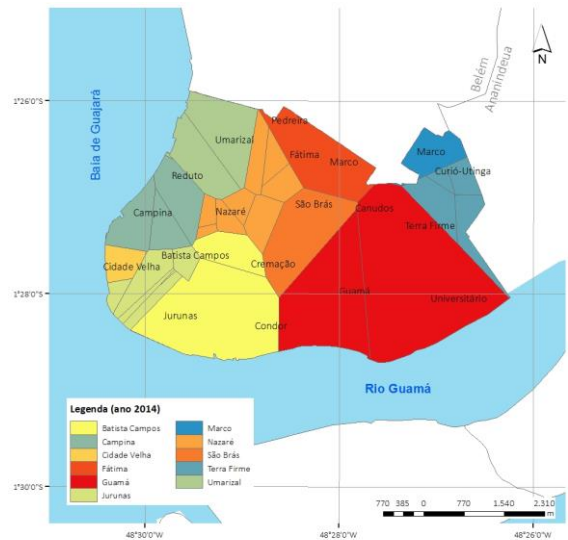 Belém
Ananindeua
N
1°26'0"S
Baia de Guajará
Umarizal
Pedreira
Fátima
Marco
Marco
Curió-Utinga
Reduto
Campina
Nazaré
São Brás
Canudos
Terra Firme
Cidade Velha
Batista Campos
Cremação
1°28'0"S
Jurunas
Condor
Guamá
Universitário
Rio Guamá
Legenda (ano 2014)
Batista Campos
Campina
Cidade Velha
Fátima
Guamá
Jurunas
Marco
Nazaré
São Brás
Terra Firme
Umarizal
1°30'0"S
770 385 0 770 1.540 2.310
m
48°30'0"W 48°28'0"W 48°26'0"W